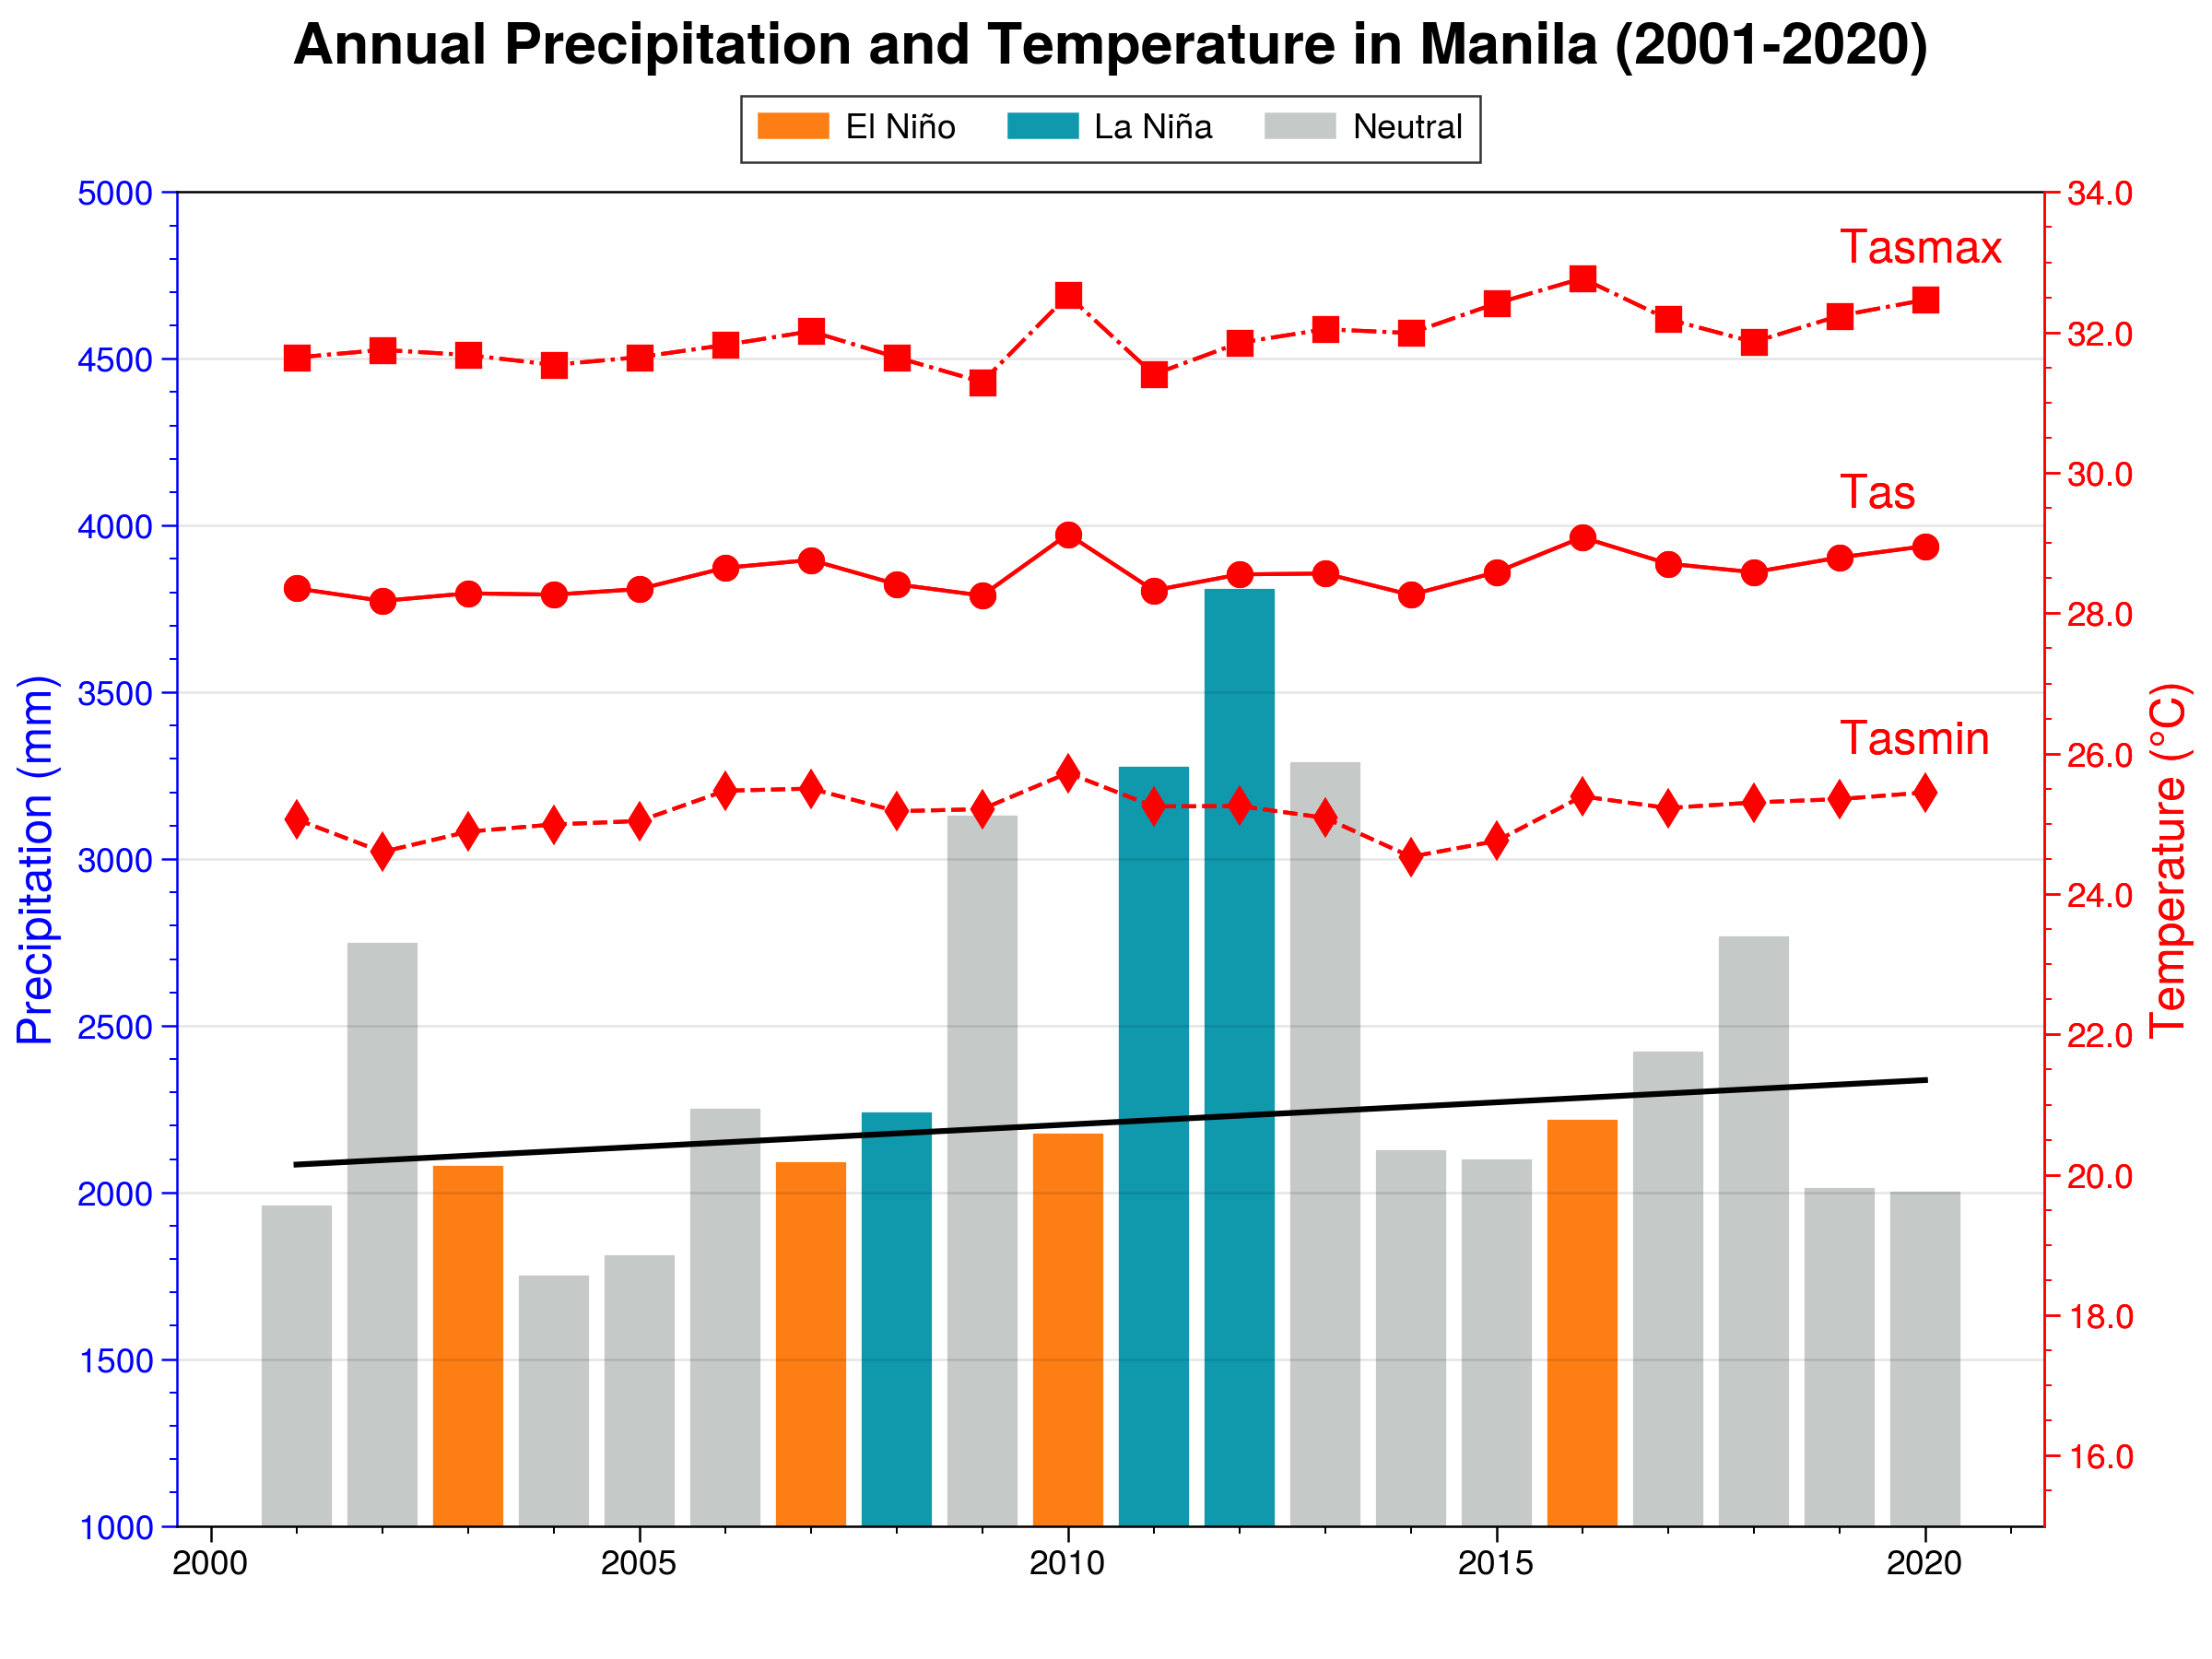 Annual Precipitation and Temperature in Manila (2001-2020)
El Niño La Niña Neutral
5000
4500
4000
3500
3000
2500
2000
1500
1000
Precipitation (mm)
Tasmax
Tas
Tasmin
34.0
32.0
30.0
28.0
26.0
24.0
22.0
20.0
18.0
16.0
Temperature (°C)
2000 2005 2010 2015 2020